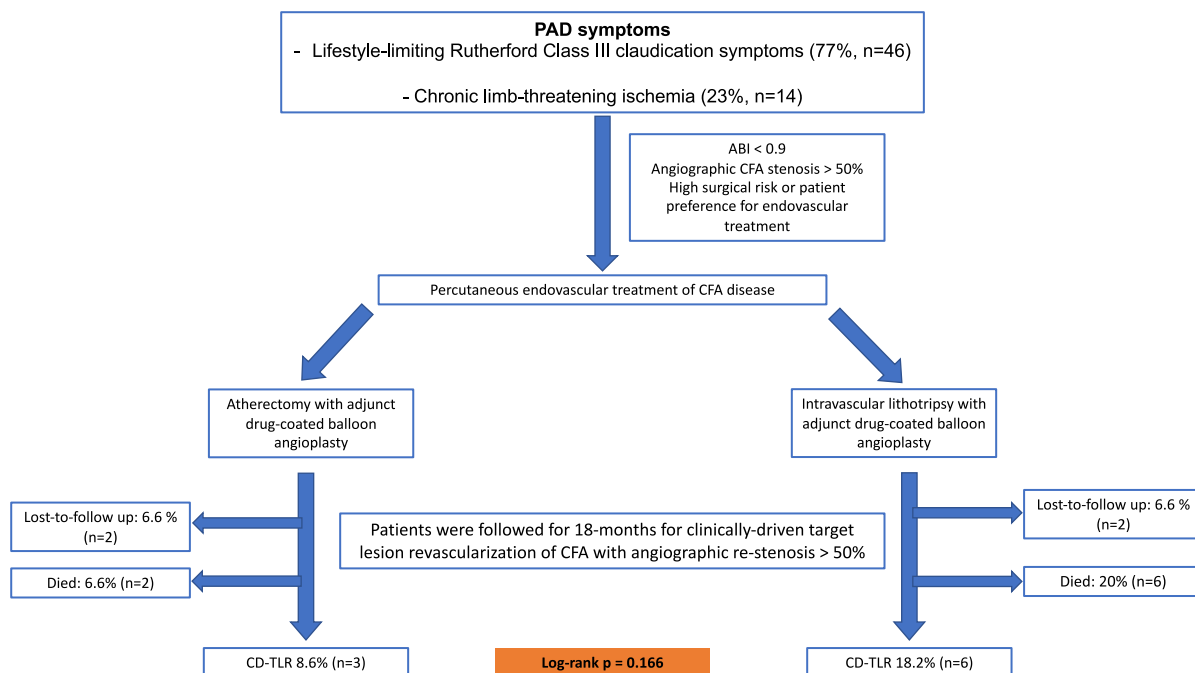 PAD symptoms
- Lifestyle-limiting Rutherford Class III claudication symptoms (77%, n=46)
- Chronic limb-threatening ischemia (23%, n=14)
ABI < 0.9
Angiographic CFA stenosis > 50%
High surgical risk or patient
preference for endovascular
treatment
Percutaneous endovascular treatment of CFA disease
Atherectomy with adjunct
drug-coated balloon
angioplasty
Intravascular lithotripsy with
adjunct drug-coated balloon
angioplasty
Lost-to-follow up: 6.6 %
(n=2)
Died: 6.6% (n=2)
Patients were followed for 18-months for clinically-driven target
lesion revascularization of CFA with angiographic re-stenosis > 50%
Lost-to-follow up: 6.6 %
(n=2)
Died: 20% (n=6)
CD-TLR 8.6% (n=3)
Log-rank p = 0.166
CD-TLR 18.2% (n=6)